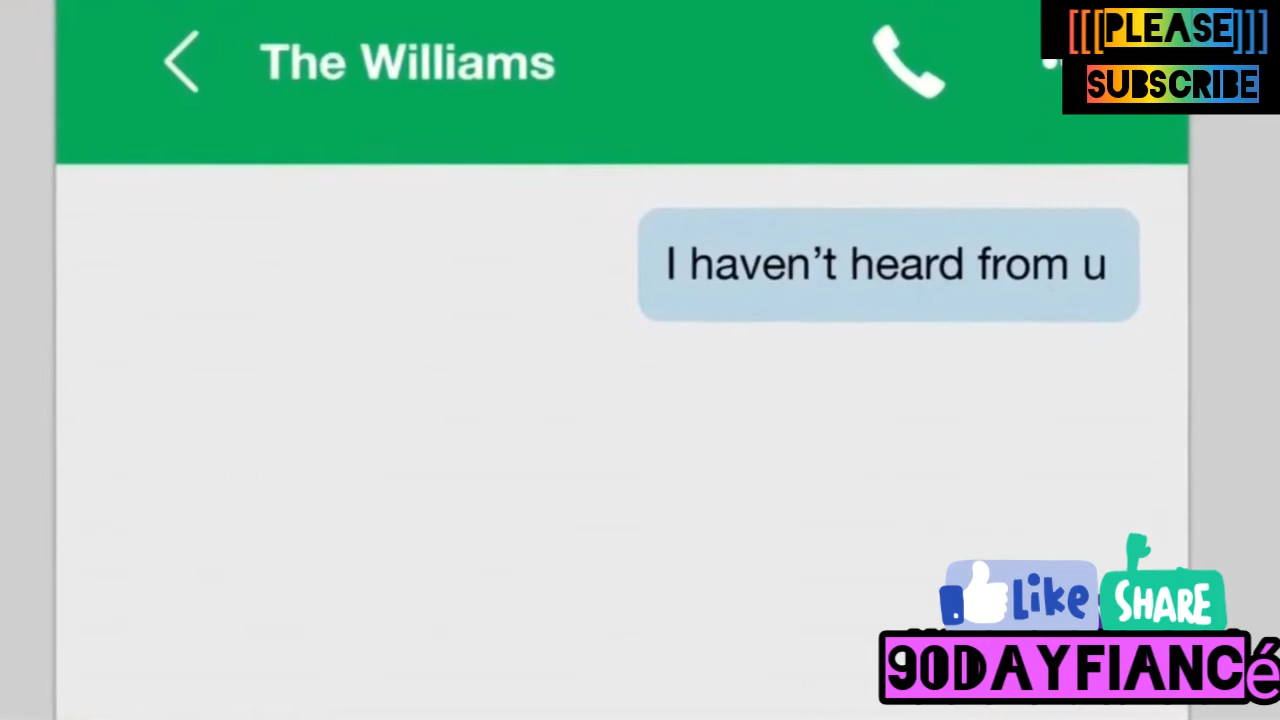 The Williams
[[[PLEASE]]]
SUBSCRIBE
I haven't heard from u
Like
SHARE
90DAYFIANCé